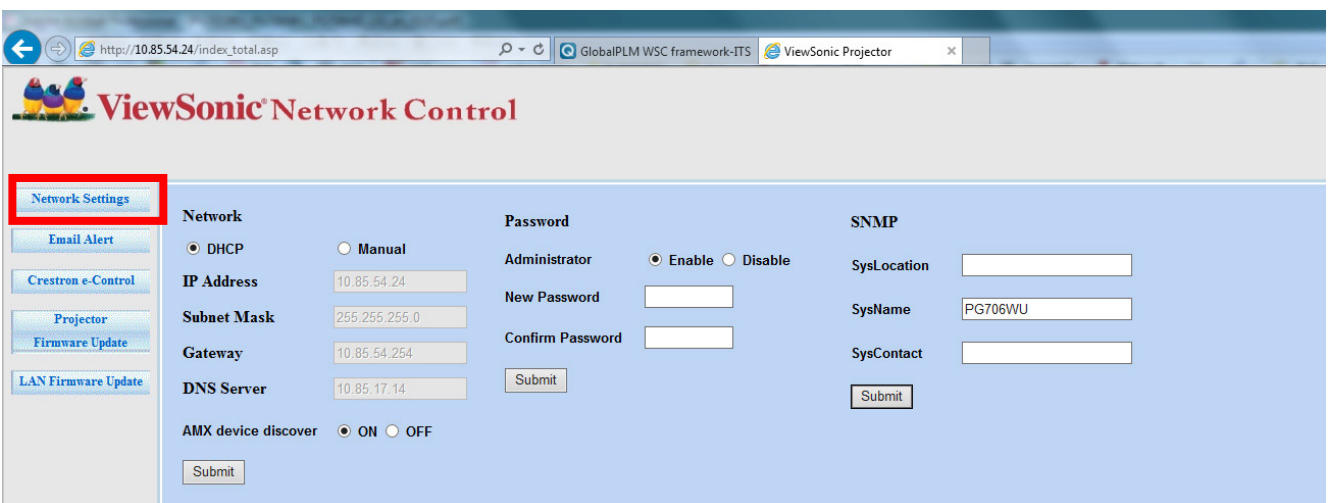 http://10.85.54.24/index_total.asp
GlobalPLM WSC framework-ITS
ViewSonic Projector
ViewSonic® Network Control
Network Settings
Email Alert
Crestron e-Control
Projector
Firmware Update
LAN Firmware Update
Network
DHCP Manual
IP Address 10.85.54.24
Subnet Mask 255.255.255.0
Gateway 10.85.54.254
DNS Server 10.85.17.14
AMX device discover ON OFF
Submit
Password
Administrator Enable Disable
New Password
Confirm Password
Submit
SNMP
SysLocation
SysName PG706WU
SysContact
Submit